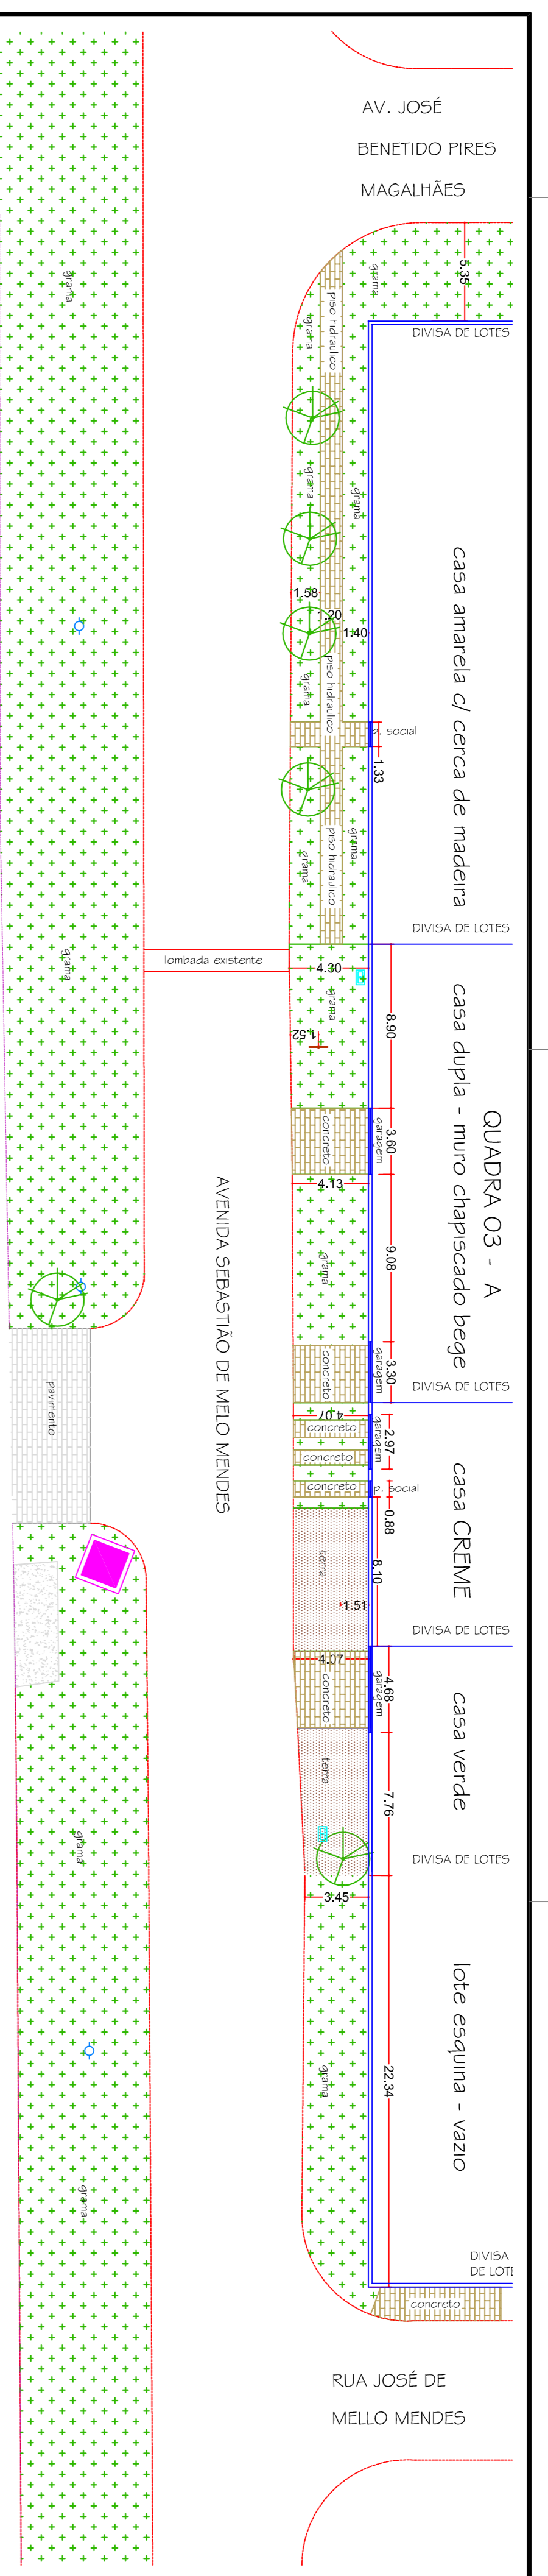 AV. JOSÉ
BENETIDO PIRES
MAGALHÃES
5.35
grama
grama
piso hidraulico
grama
DIVISA DE LOTES
grama
grama
casa amarela c/ cerca de madeira
1.58
1.20
1.40
piso hidraulico
grama
p. social
1.33
piso hidraulico
grama
grama
DIVISA DE LOTES
lombada existente
grama
4.30
grama
1.52
8.90
casa dupla - muro chapiscado bege
QUADRA 03 - A
concreto
garagem
3.60
4.13
AVENIDA SEBASTIÃO DE MELO MENDES
grama
9.08
concreto
garagem
3.30
DIVISA DE LOTES
pavimento
4.07
concreto
garagem
2.97
concreto
concreto
p. social
0.88
casa CREME
terra
8.10
1.51
DIVISA DE LOTES
4.07
concreto
garagem
4.68
casa verde
terra
7.76
grama
DIVISA DE LOTES
3.45
lote esquina - vazio
grama
22.34
grama
DIVISA
DE LOTE
concreto
RUA JOSÉ DE
MELLO MENDES